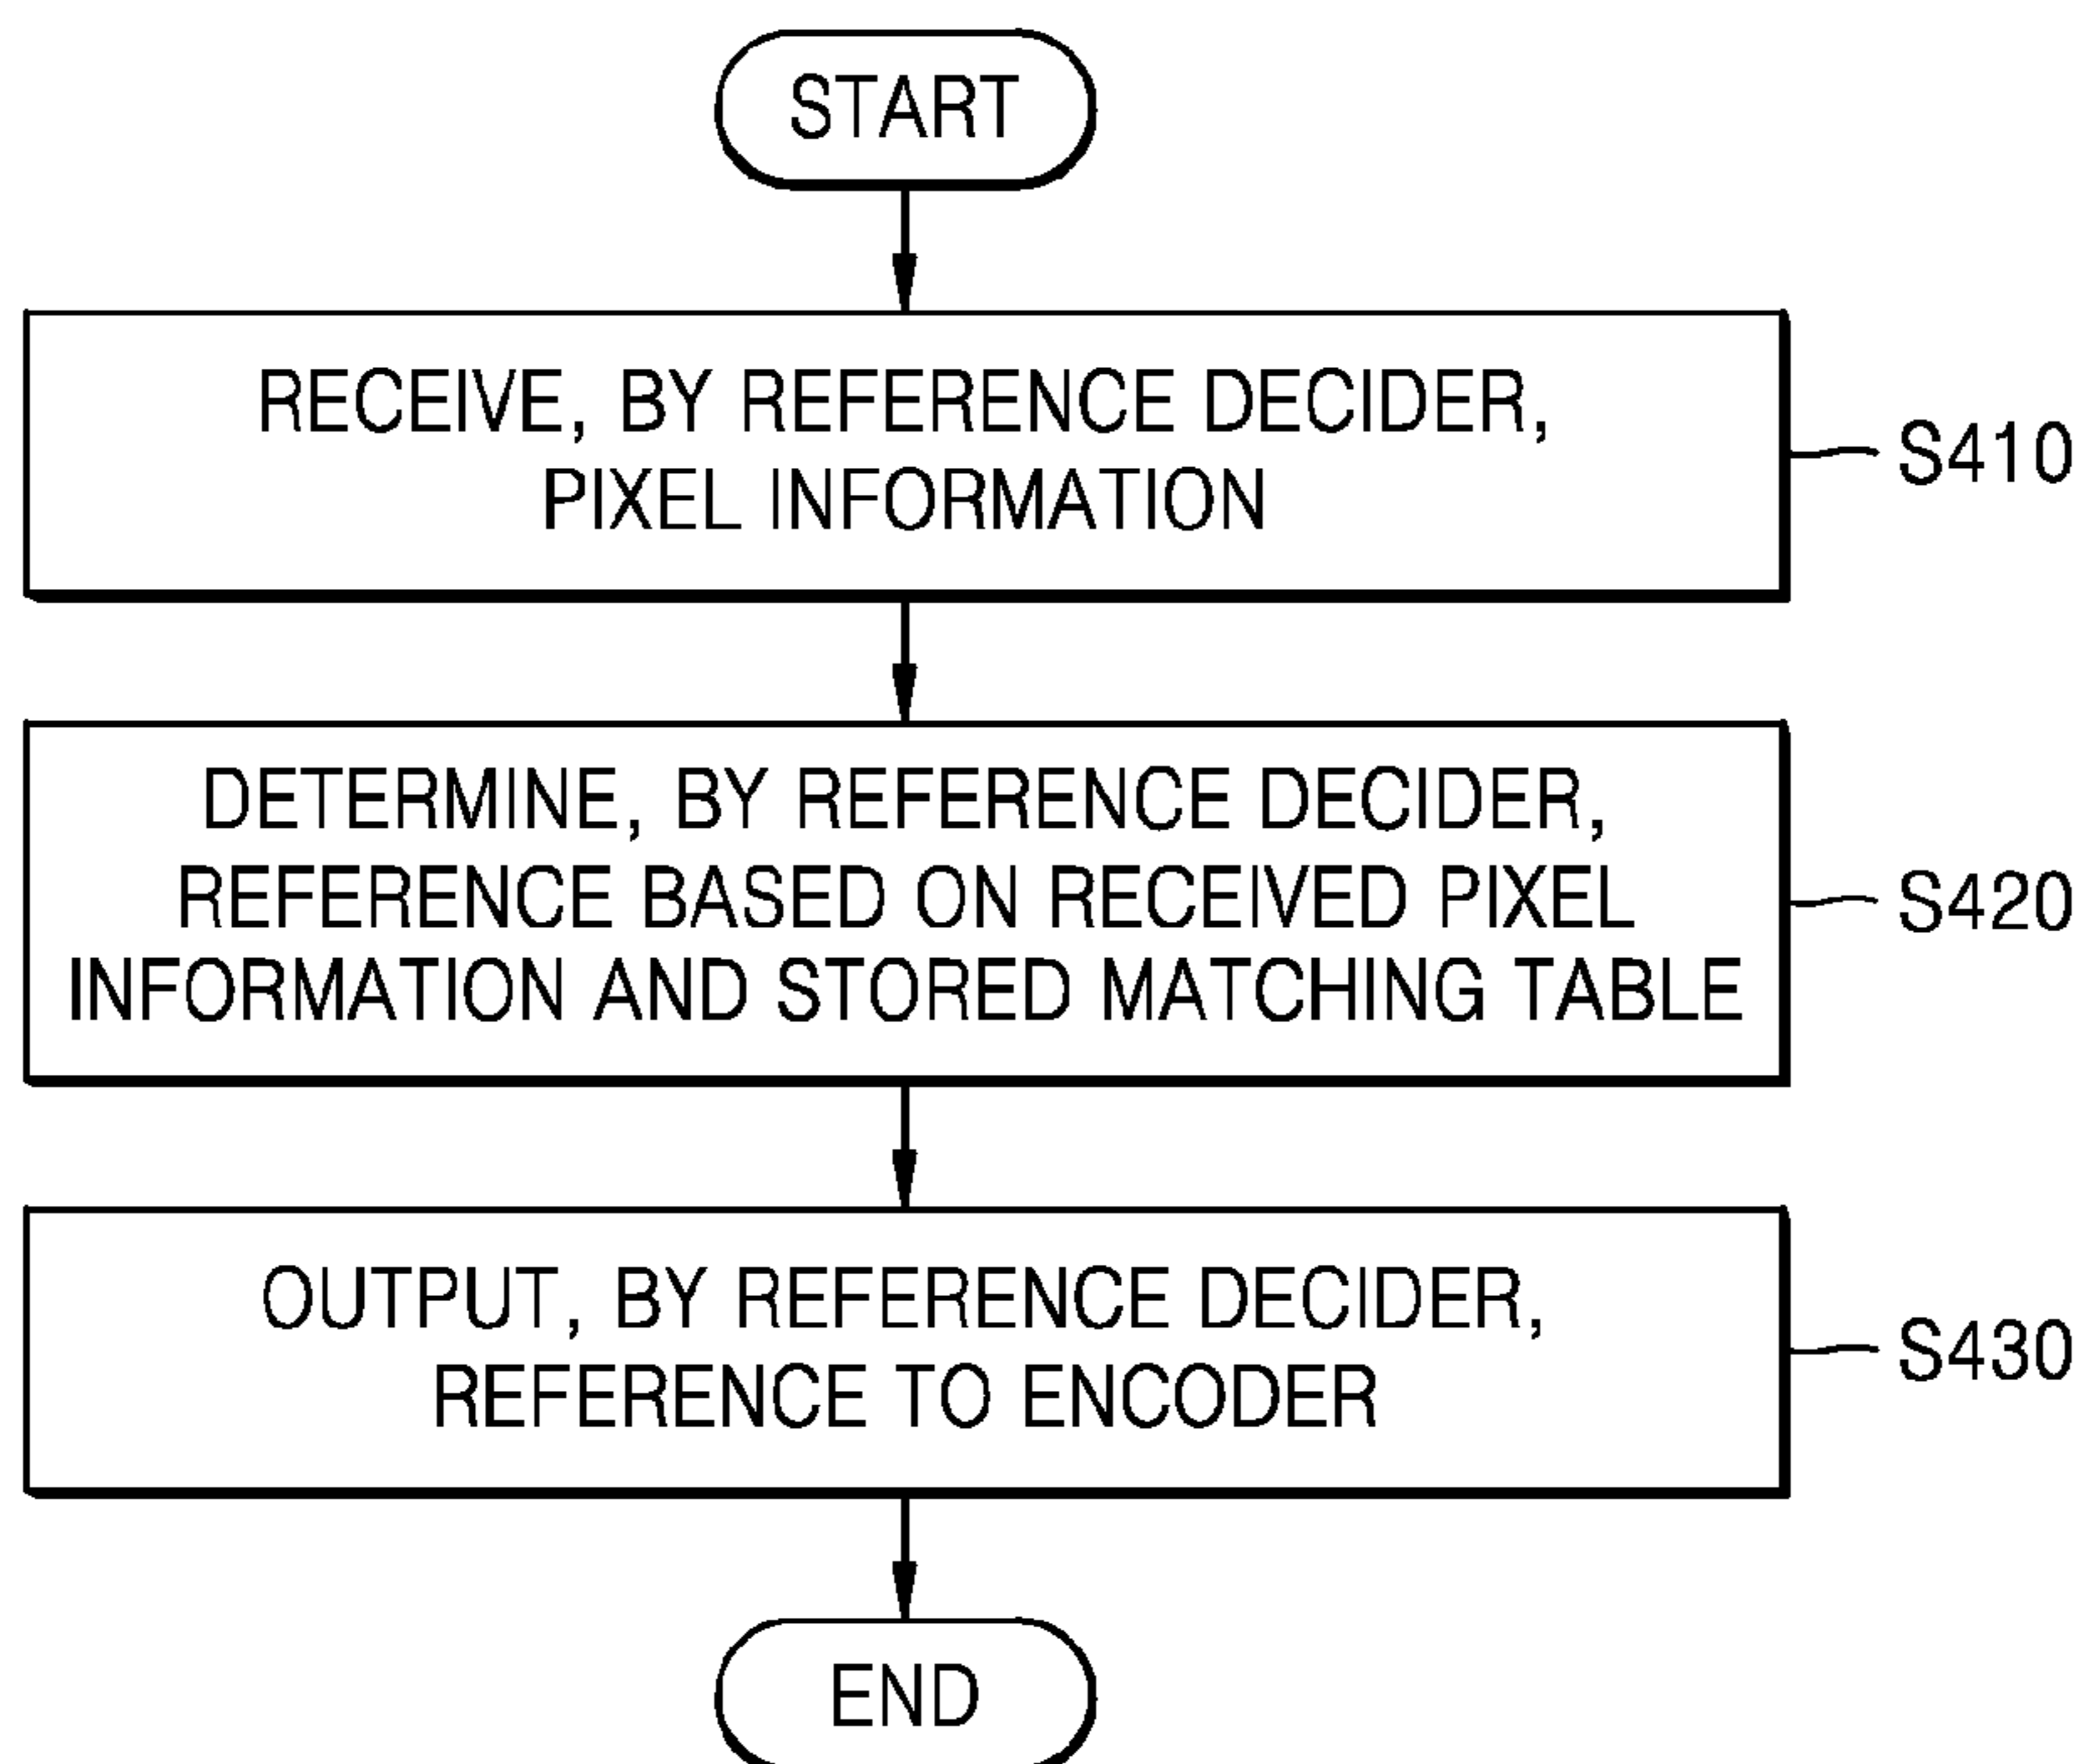 START
RECEIVE, BY REFERENCE DECIDER,
PIXEL INFORMATION
S410
DETERMINE, BY REFERENCE DECIDER,
REFERENCE BASED ON RECEIVED PIXEL
INFORMATION AND STORED MATCHING TABLE
S420
OUTPUT, BY REFERENCE DECIDER,
REFERENCE TO ENCODER
S430
END